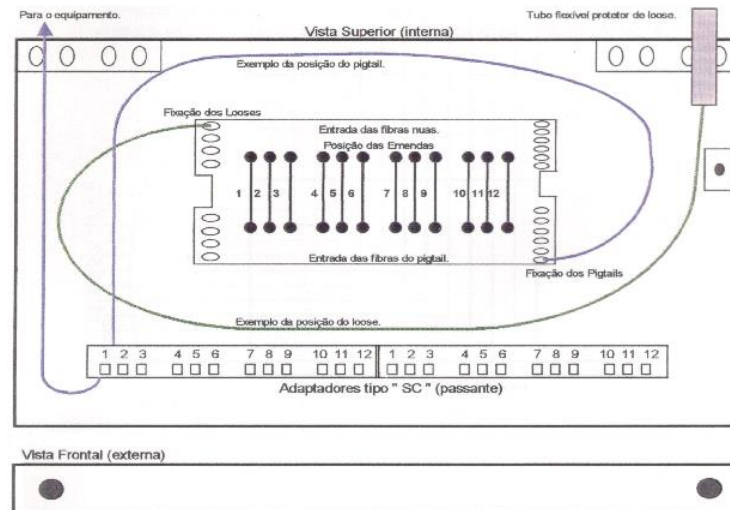 Para o equipamento.
Tubo flexível protetor de loose.
Vista Superior (interna)
Exemplo da posição do pigtail.
Fixação dos Looses
Entrada das fibras nuas.
Posição das Emendas
1 2 3 4 5 6 7 8 9 10 11 12
Entrada das fibras do pigtail.
Fixação dos Pigtails
Exemplo da posição do loose.
1 2 3 4 5 6 7 8 9 10 11 12 1 2 3 4 5 6 7 8 9 10 11 12
Adaptadores tipo " SC " (passante)
Vista Frontal (externa)